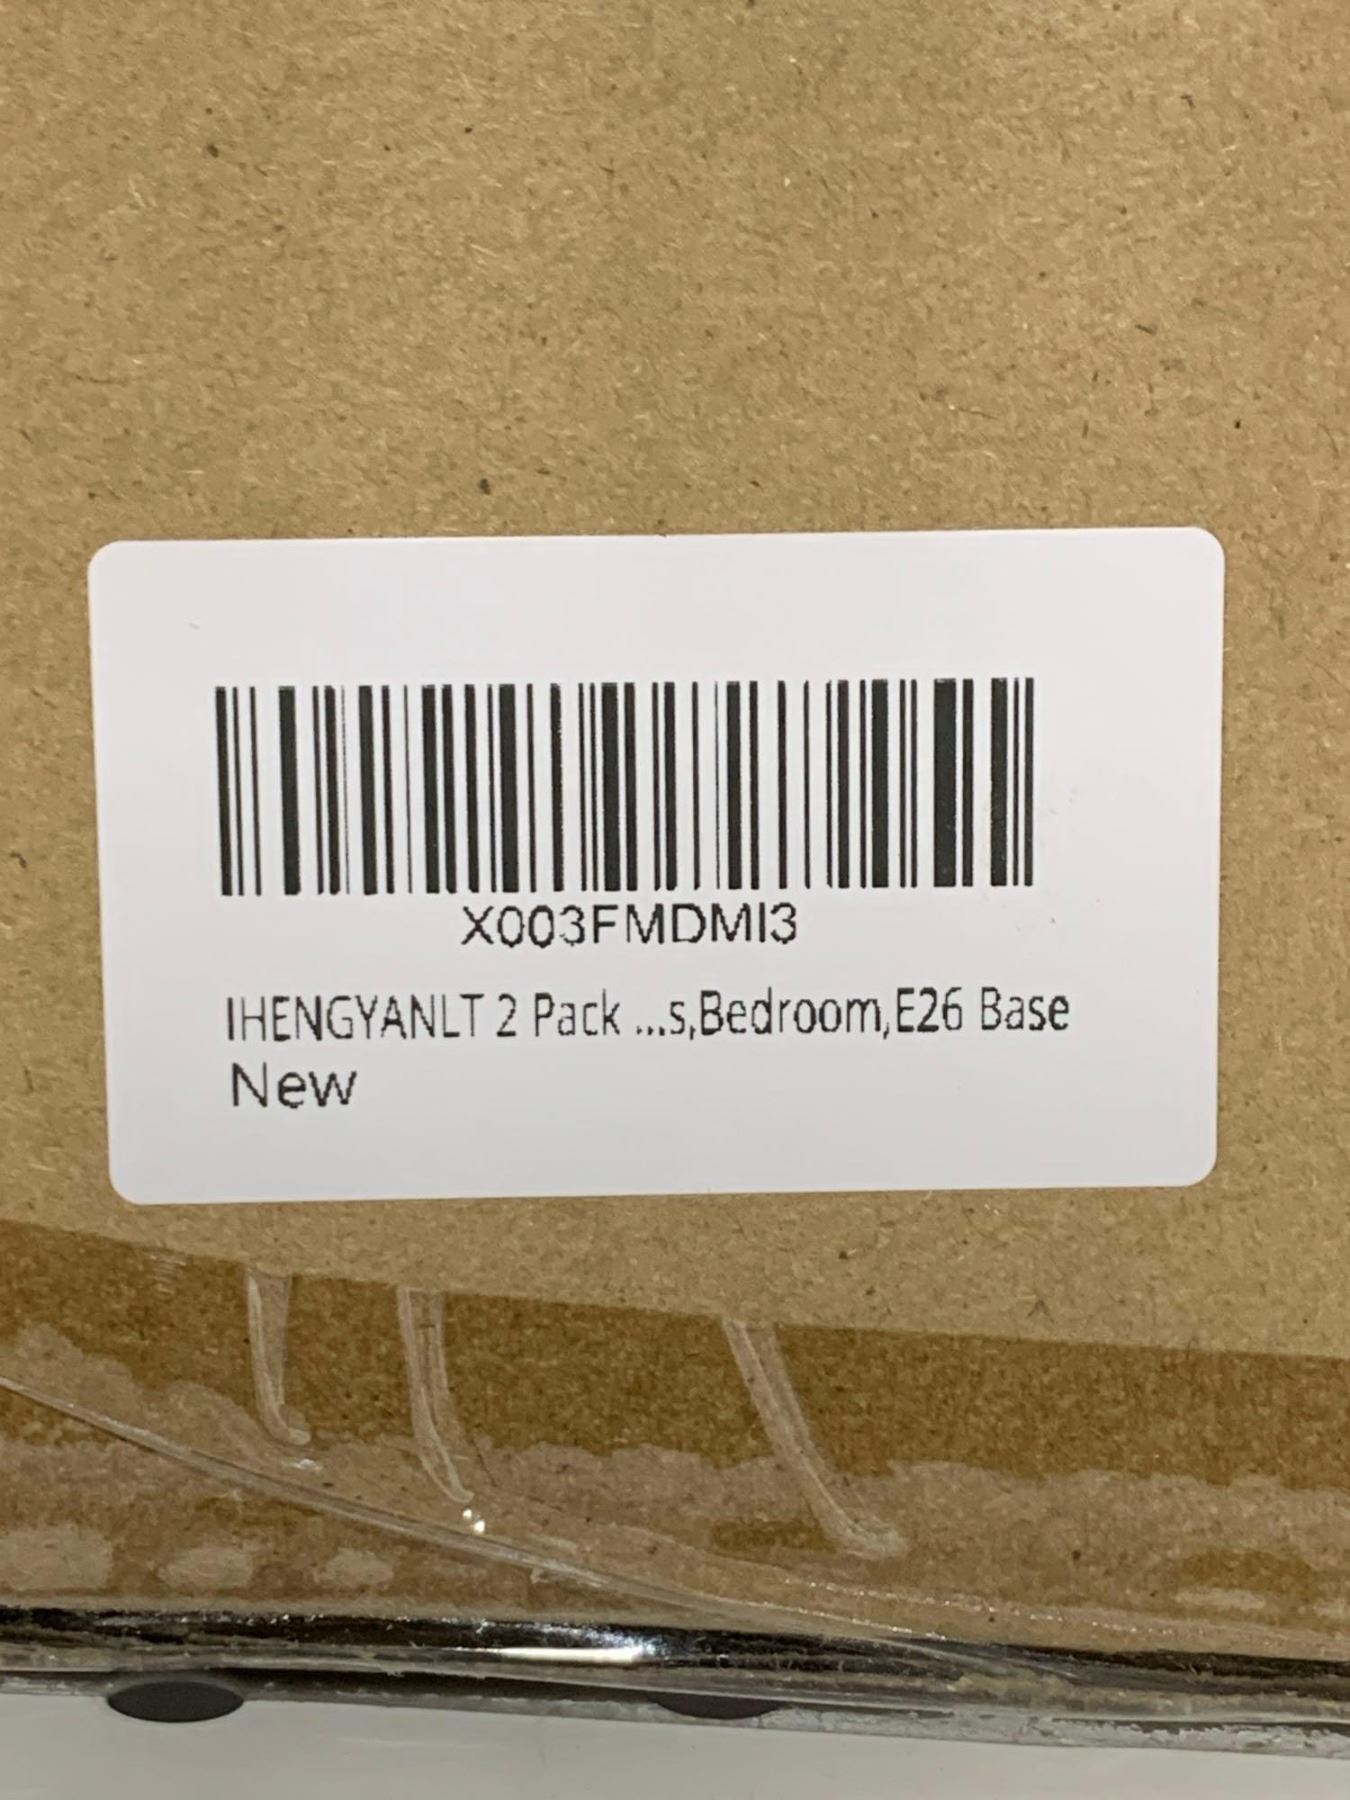 X003FMDMI3
IHENGYANLT 2 Pack ...s,Bedroom,E26 Base
New